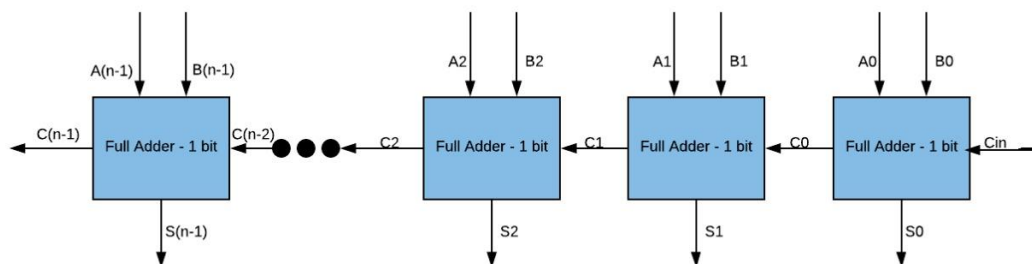 A(n-1) B(n-1) A2 B2 A1 B1 A0 B0
C(n-1) Full Adder - 1 bit C(n-2) C2 Full Adder - 1 bit C1 Full Adder - 1 bit C0 Full Adder - 1 bit Cin
S(n-1) S2 S1 S0